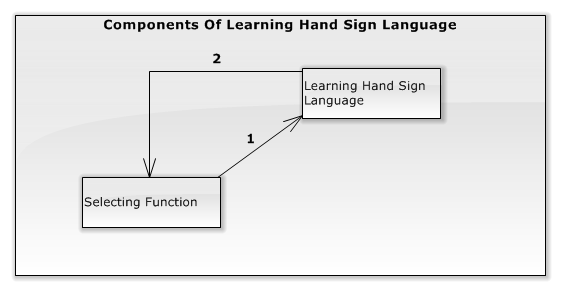 Components Of Learning Hand Sign Language
2
Learning Hand Sign
Language
1
Selecting Function